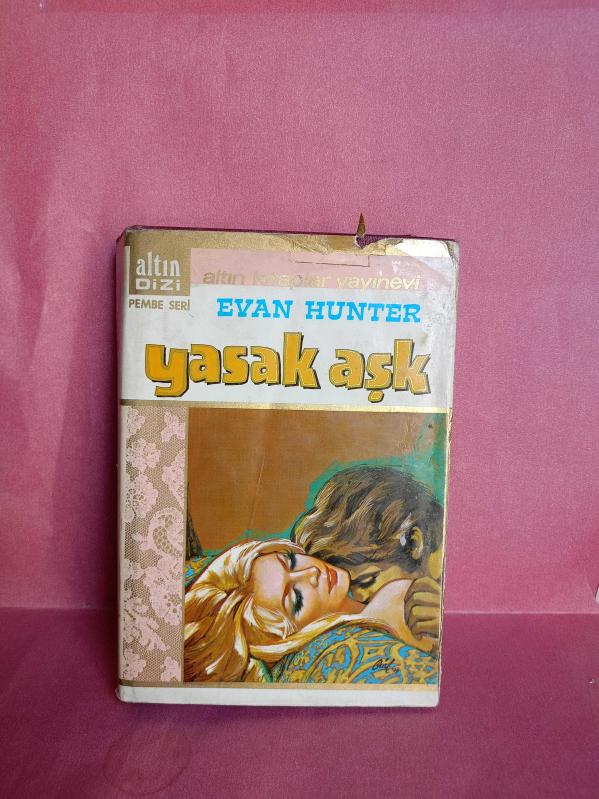 altın
DİZİ
PEMBE SERİ
altın kitaplar yayınevi
EVAN HUNTER
yasak aşk